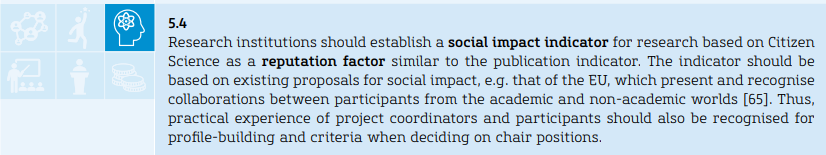 5.4
Research institutions should establish a social impact indicator for research based on Citizen
Science as a reputation factor similar to the publication indicator. The indicator should be
based on existing proposals for social impact, e.g. that of the EU, which present and recognise
collaborations between participants from the academic and non-academic worlds [65]. Thus,
practical experience of project coordinators and participants should also be recognised for
profile-building and criteria when deciding on chair positions.